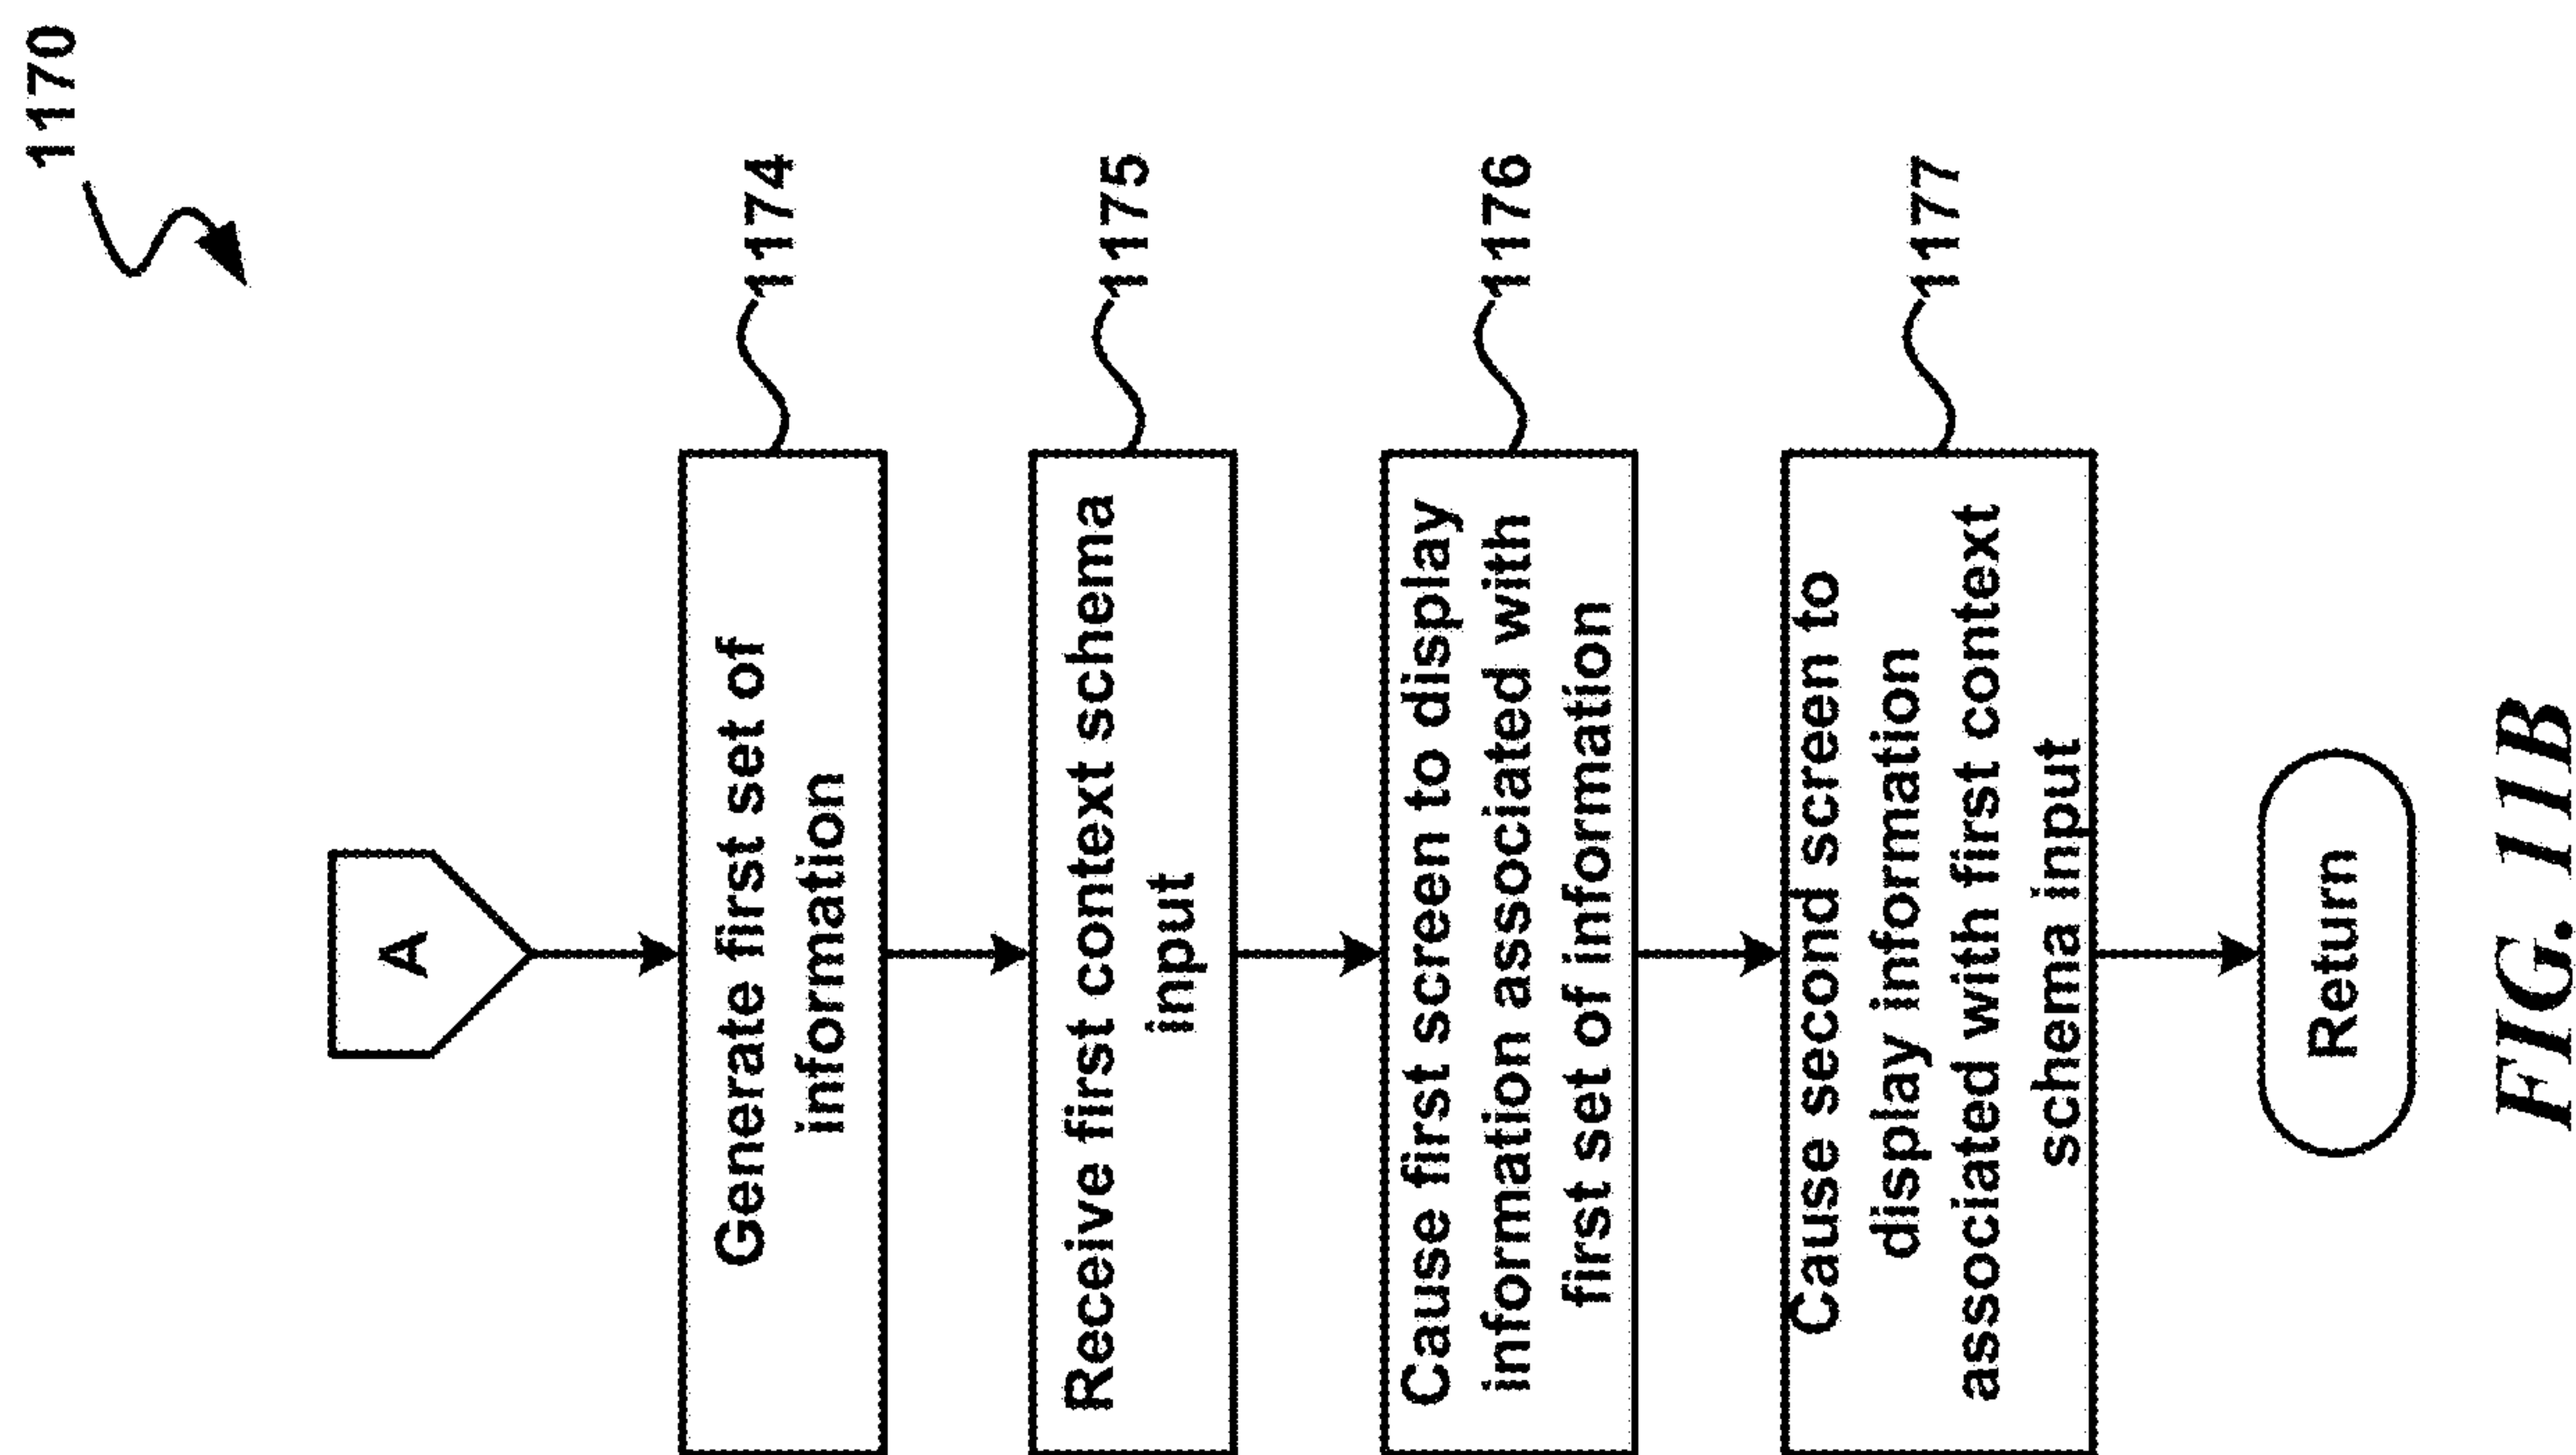 1170
A
Generate first set of
information
1174
Receive first context schema
input
1175
Cause first screen to display
information associated with
first set of information
1176
Cause second screen to
display information
associated with first context
schema input
1177
Return
FIG. 11B